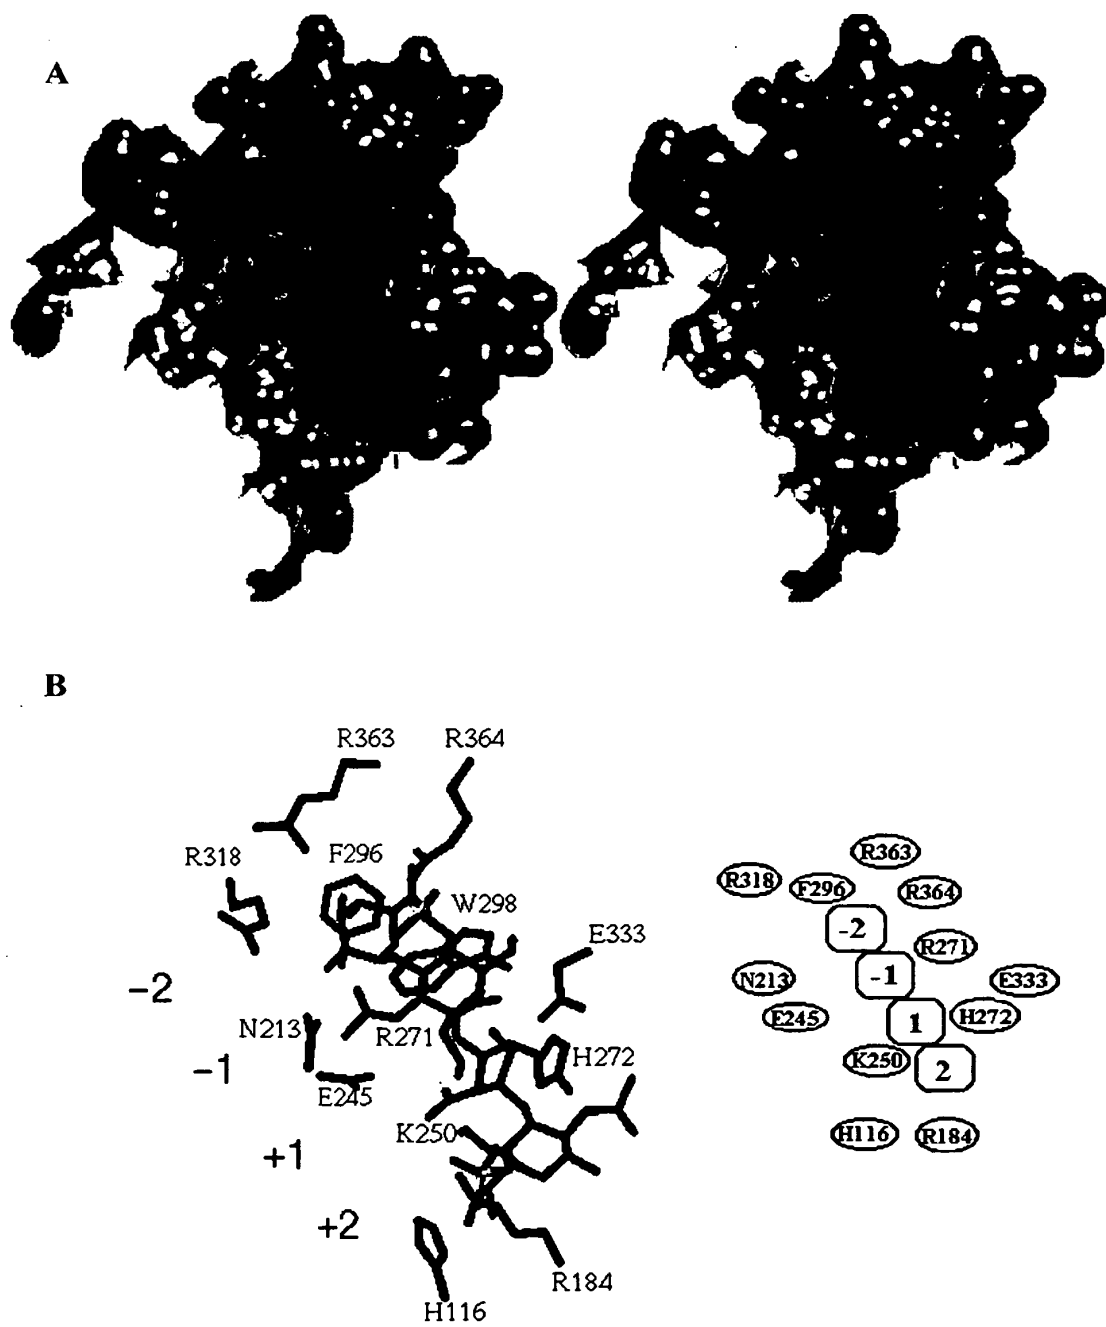 A
B
R363 R364
R318 F296
W298
E333
-2
N213 R271
H272
-1
E245
K250
+1
+2
R184
H116
R363
R318 F296 R364
-2
R271
-1
N213 E333
E245 1 H272
K250 2
H116 R184